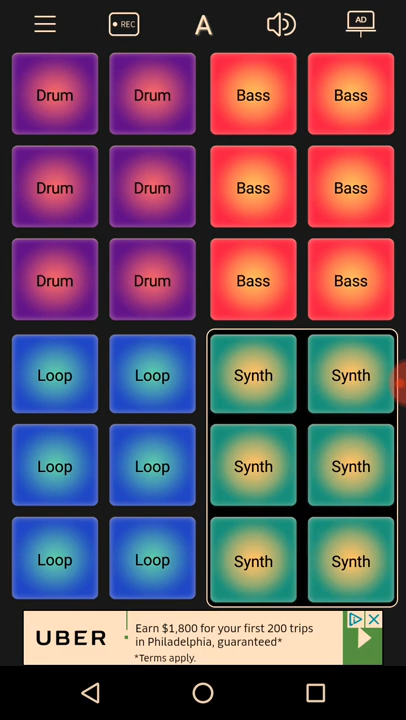 REC A AD
Drum Drum Bass Bass
Drum Drum Bass Bass
Drum Drum Bass Bass
Loop Loop Synth Synth
Loop Loop Synth Synth
Loop Loop Synth Synth
UBER
Earn $1,800 for your first 200 trips
in Philadelphia, guaranteed*
*Terms apply.